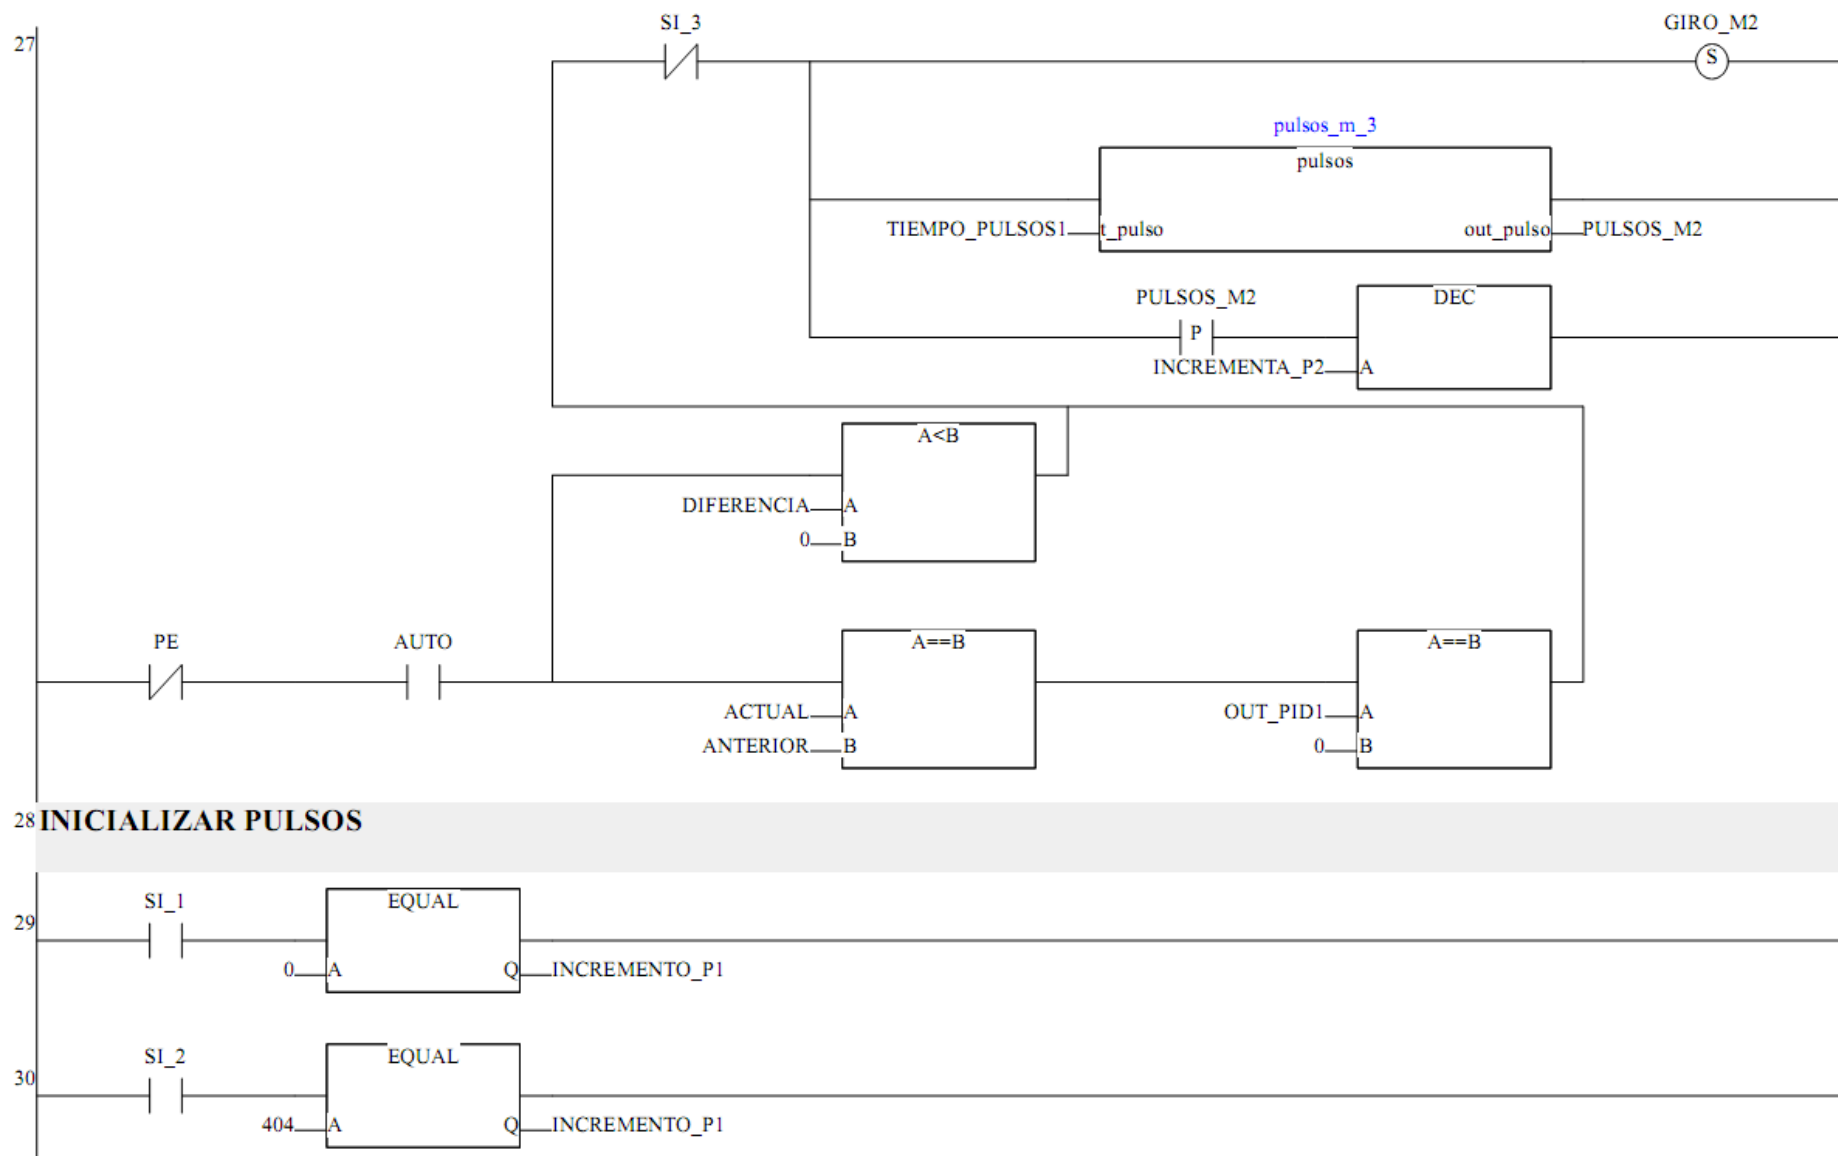 SI_3
GIRO_M2
27
S
pulsos_m_3
pulsos
TIEMPO_PULSOS1
t_pulso
out_pulso
PULSOS_M2
PULSOS_M2
DEC
P
INCREMENTA_P2
A
A<B
DIFERENCIA
A
0
B
PE
AUTO
A==B
A==B
ACTUAL
A
OUT_PID1
A
ANTERIOR
B
0
B
28
INICIALIZAR PULSOS
SI_1
EQUAL
29
0
A
Q
INCREMENTO_P1
SI_2
EQUAL
30
404
A
Q
INCREMENTO_P1